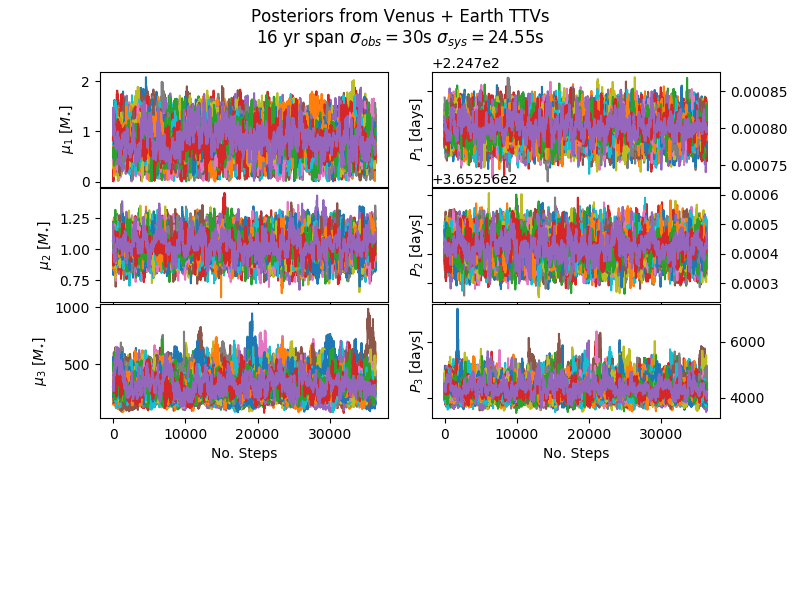 Posteriors from Venus + Earth TTVs
16 yr span σ_obs = 30s σ_sys = 24.55s
+2.247e2
2
1
0
μ₁ [M⋆]
P₁ [days]
0.00085
0.00080
0.00075
+3.65256e2
1.25
1.00
0.75
μ₂ [M⋆]
P₂ [days]
0.0006
0.0005
0.0004
0.0003
1000
500
μ₃ [M⋆]
P₃ [days]
6000
4000
0 10000 20000 30000
No. Steps
0 10000 20000 30000
No. Steps